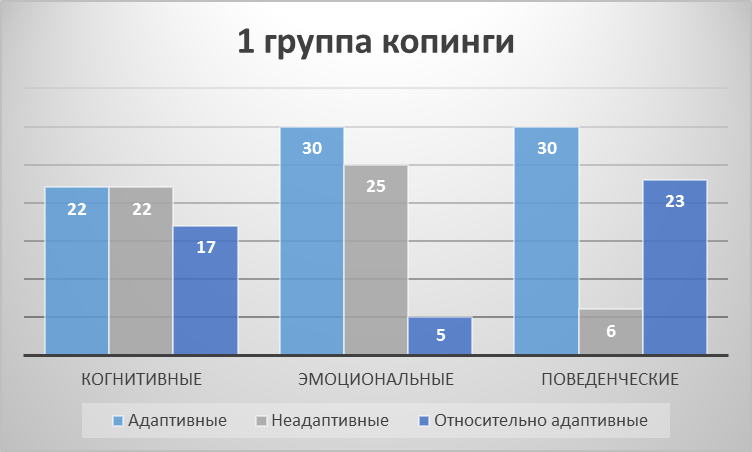 1 группа копинги
22 22 17
30 25 5
30 6 23
КОГНИТИВНЫЕ ЭМОЦИОНАЛЬНЫЕ ПОВЕДЕНЧЕСКИЕ
Адаптивные Неадаптивные Относительно адаптивные